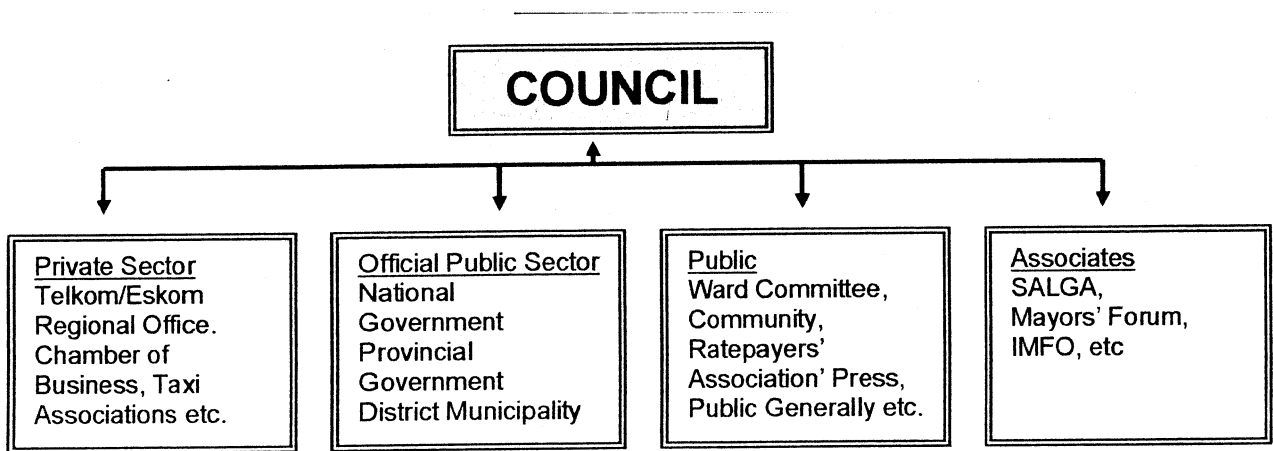 COUNCIL
Private Sector
Telkom/Eskom
Regional Office.
Chamber of
Business, Taxi
Associations etc.
Official Public Sector
National
Government
Provincial
Government
District Municipality
Public
Ward Committee,
Community,
Ratepayers'
Association' Press,
Public Generally etc.
Associates
SALGA,
Mayors' Forum,
IMFO, etc